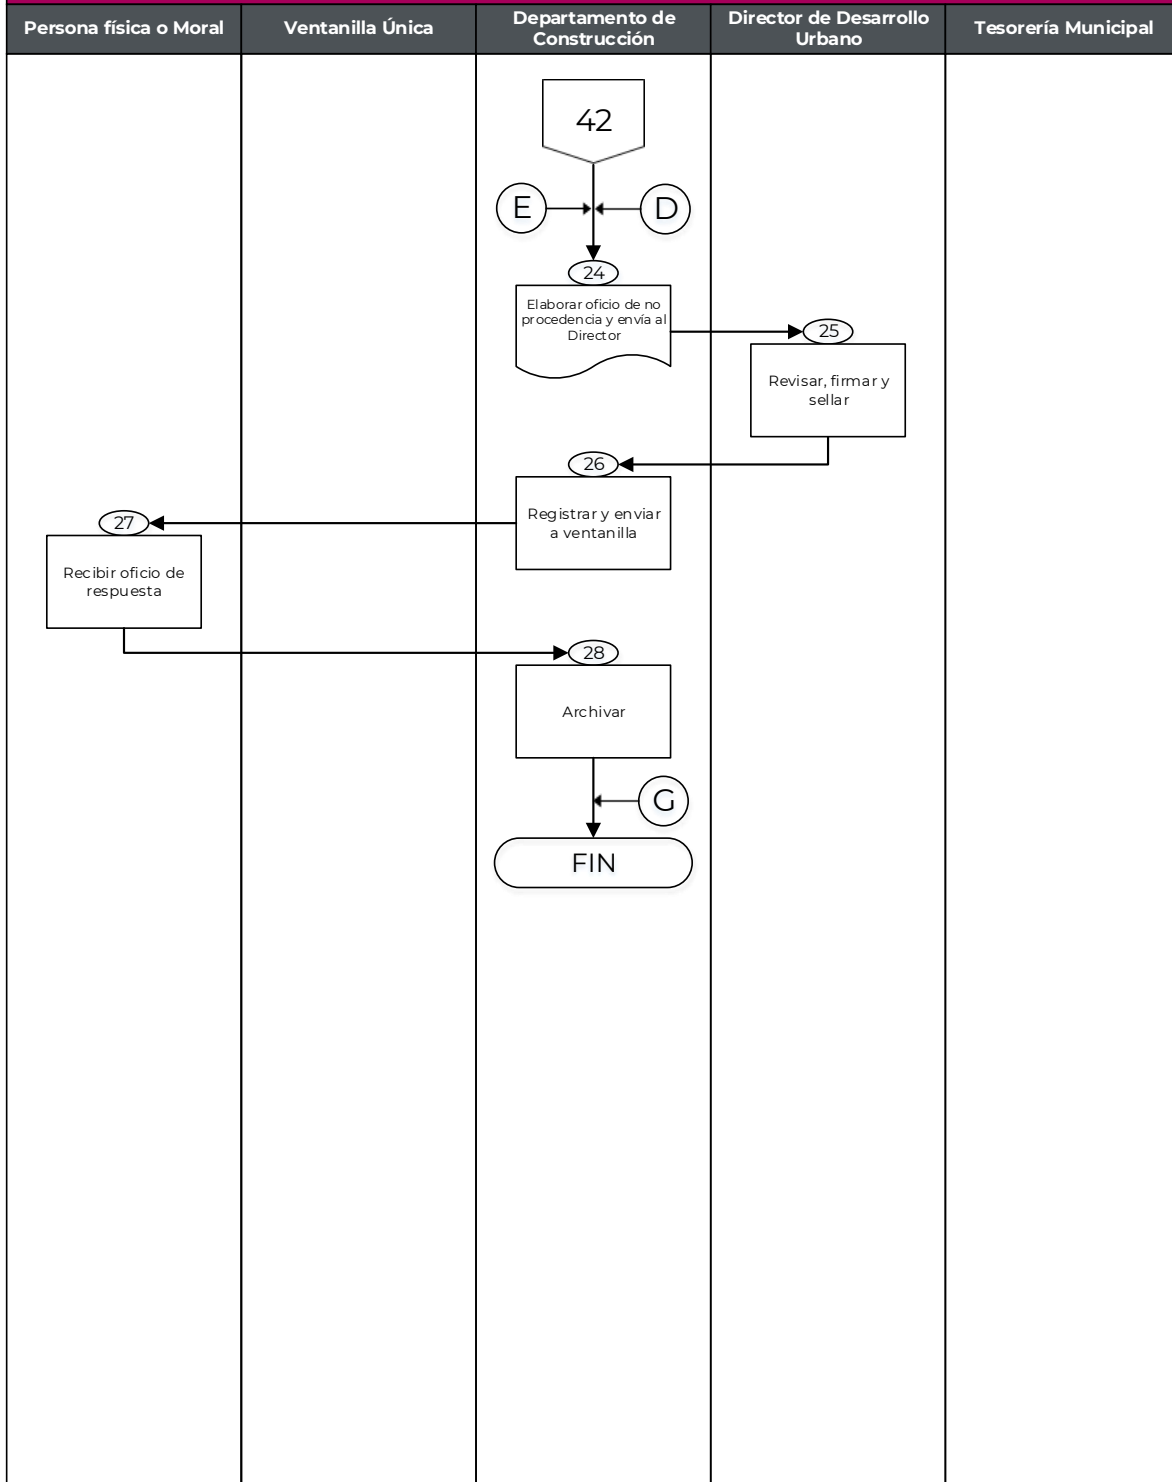 Persona física o Moral
Ventanilla Única
Departamento de
Construcción
Director de Desarrollo
Urbano
Tesorería Municipal
42
E
D
24
Elaborar oficio de no
procedencia y envía al
Director
25
Revisar, firmar y
sellar
26
Registrar y enviar
a ventanilla
27
Recibir oficio de
respuesta
28
Archivar
G
FIN